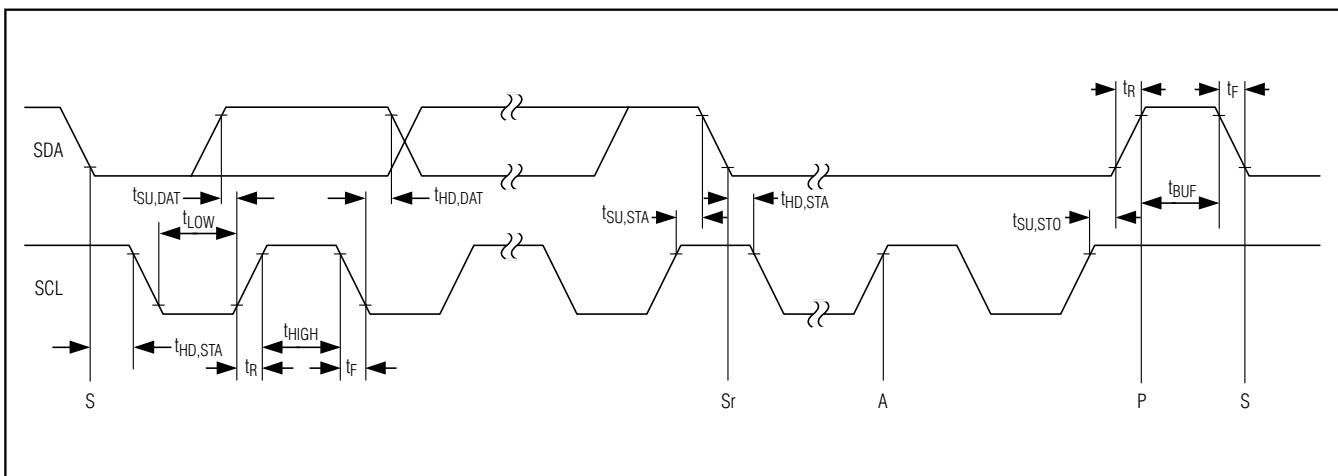 tR
tF
SDA
tSU,DAT
tHD,DAT
tLOW
tHD,STA
tSU,STA
tBUF
tSU,STO
SCL
tHIGH
tHD,STA
tR
tF
S
Sr
A
P
S